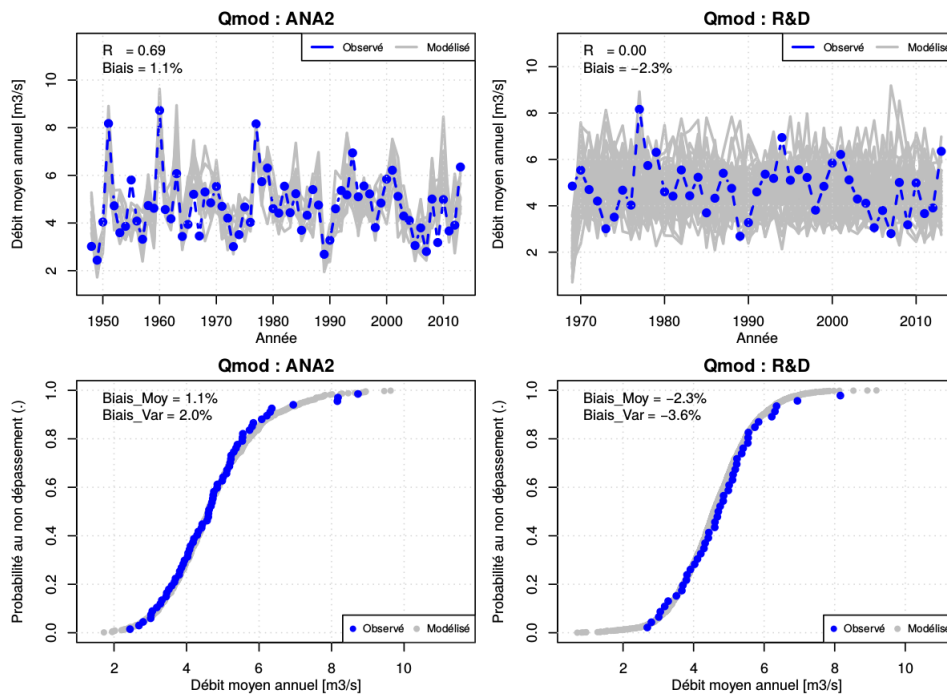 Qmod : ANA2
R = 0.69
Biais = 1.1%
Observé Modélisé
Débit moyen annuel [m3/s]
10
8
6
4
2
1950 1960 1970 1980 1990 2000 2010
Année
Qmod : R&D
R = 0.00
Biais = −2.3%
Observé Modélisé
Débit moyen annuel [m3/s]
10
8
6
4
2
1970 1980 1990 2000 2010
Année
Qmod : ANA2
Biais_Moy = 1.1%
Biais_Var = 2.0%
Probabilité au non dépassement (.)
1.0
0.8
0.6
0.4
0.2
0.0
Observé Modélisé
2 4 6 8 10
Débit moyen annuel [m3/s]
Qmod : R&D
Biais_Moy = −2.3%
Biais_Var = −3.6%
Probabilité au non dépassement (.)
1.0
0.8
0.6
0.4
0.2
0.0
Observé Modélisé
2 4 6 8 10
Débit moyen annuel [m3/s]